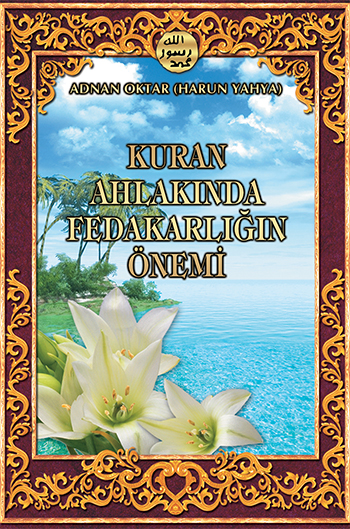 الله
رسول
محمد
ADNAN OKTAR (HARUN YAHYA)
KURAN
AHLAKINDA
FEDAKARLIĞIN
ÖNEMİ